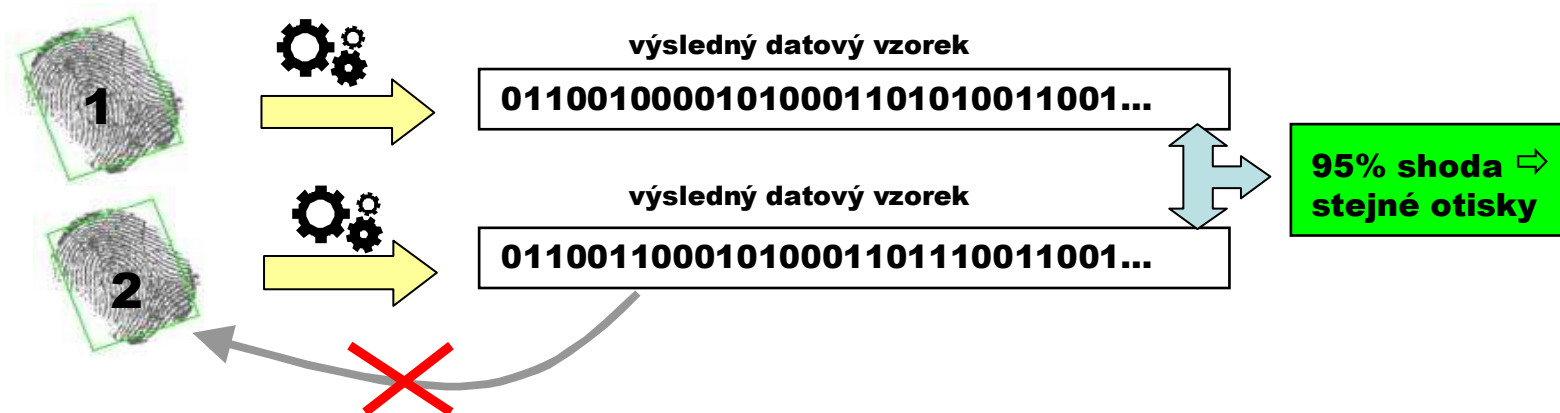 1
výsledný datový vzorek
01100100001010001101010011001...
95% shoda ⇨
stejné otisky
2
výsledný datový vzorek
01100110001010001101110011001...